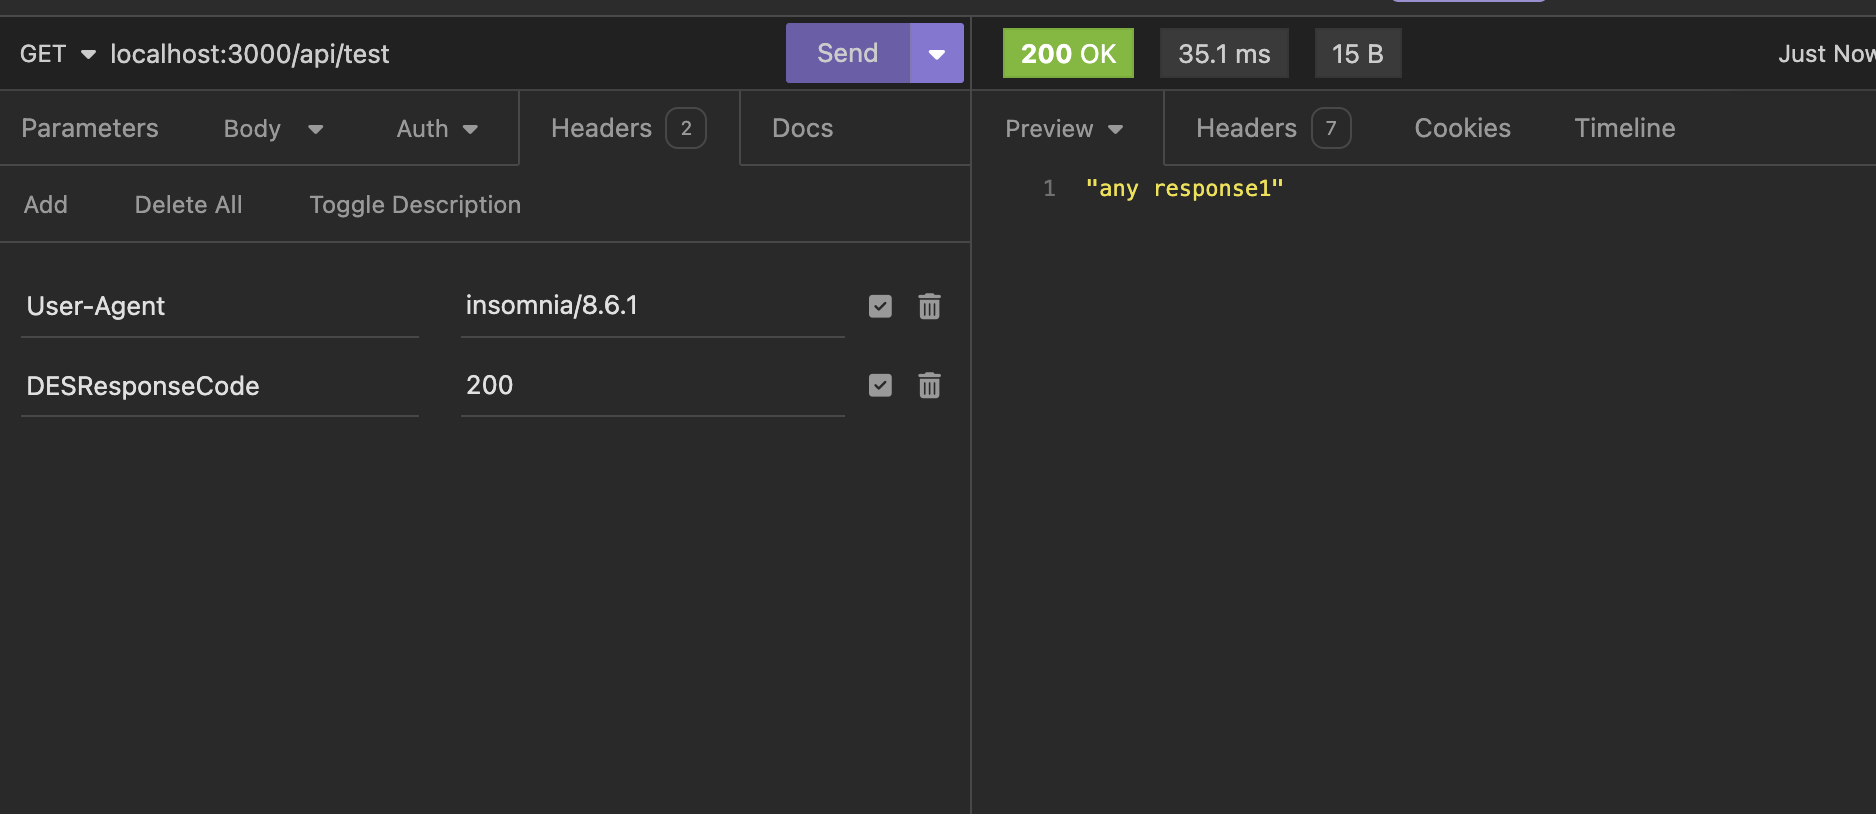 GET localhost:3000/api/test Send
200 OK 35.1 ms 15 B Just Now
Parameters Body Auth Headers 2 Docs
Preview Headers 7 Cookies Timeline
Add Delete All Toggle Description
1 "any response1"
User-Agent insomnia/8.6.1
DESResponseCode 200